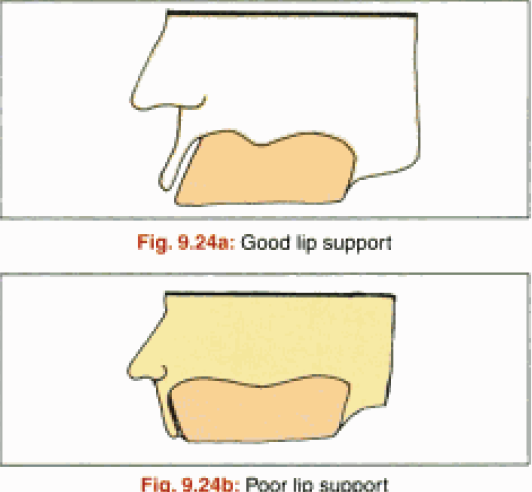 Fig. 9.24a: Good lip support
Fig. 9.24b: Poor lip support